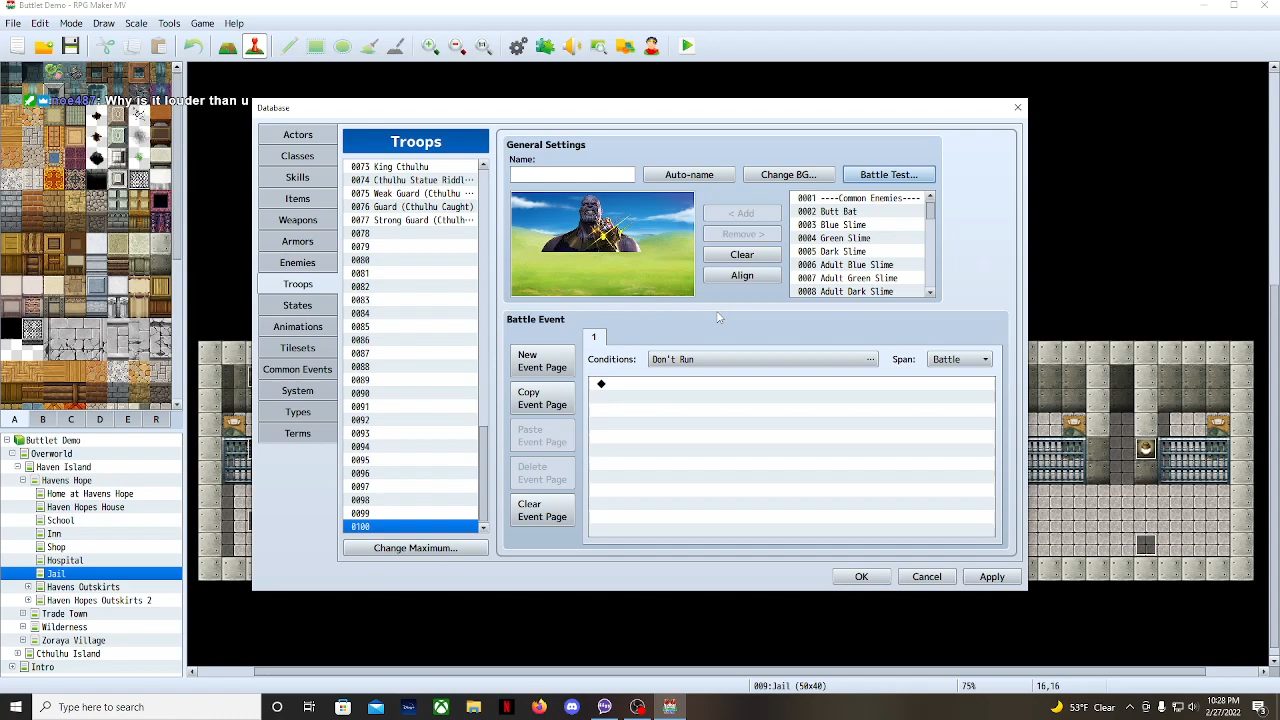 Buttlet Demo - RPG Maker MV
File Edit Mode Draw Scale Tools Game Help
noe487: Why is it louder than u
Database
Actors
Classes
Skills
Items
Weapons
Armors
Enemies
Troops
States
Animations
Tilesets
Common Events
System
Types
Terms
Troops
0073 King Cthulhu
0074 Cthulhu Statue Riddl...
0075 Weak Guard (Cthulhu ...
0076 Guard (Cthulhu Caught)
0077 Strong Guard (Cthulh...
0078
0079
0080
0081
0082
0083
0084
0085
0086
0087
0088
0089
0090
0091
0092
0093
0094
0095
0096
0097
0098
0099
0100
Change Maximum...
General Settings
Name:
Auto-name
Change BG...
Battle Test...
< Add
Remove >
Clear
Align
0001 ----Common Enemies----
0002 Butt Bat
0003 Blue Slime
0004 Green Slime
0005 Dark Slime
0006 Adult Blue Slime
0007 Adult Green Slime
0008 Adult Dark Slime
Battle Event
1
New
Event Page
Copy
Event Page
Paste
Event Page
Delete
Event Page
Clear
Event Page
Conditions: Don't Run ... Span: Battle
OK Cancel Apply
A B C D E R
Buttlet Demo
Overworld
Haven Island
Havens Hope
Home at Havens Hope
Havens Hopes House
School
Inn
Shop
Hospital
Jail
Havens Outskirts
Haven Hopes Outskirts 2
Trade Town
Wilderness
Zoraya Village
Cthulhu Island
Intro
009:Jail (50x40) 75% 16,16
Type here to search
53°F Clear
10:28 PM
2/27/2022